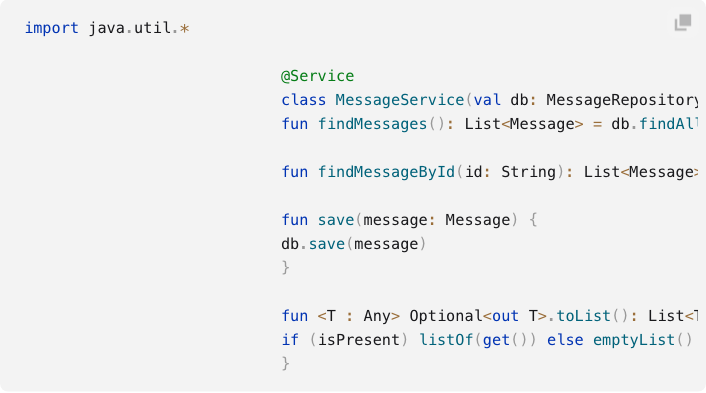 import java.util.*
@Service
class MessageService(val db: MessageRepository
fun findMessages(): List<Message> = db.findAll
fun findMessageById(id: String): List<Message>
fun save(message: Message) {
db.save(message)
}
fun <T : Any> Optional<out T>.toList(): List<T
if (isPresent) listOf(get()) else emptyList()
}